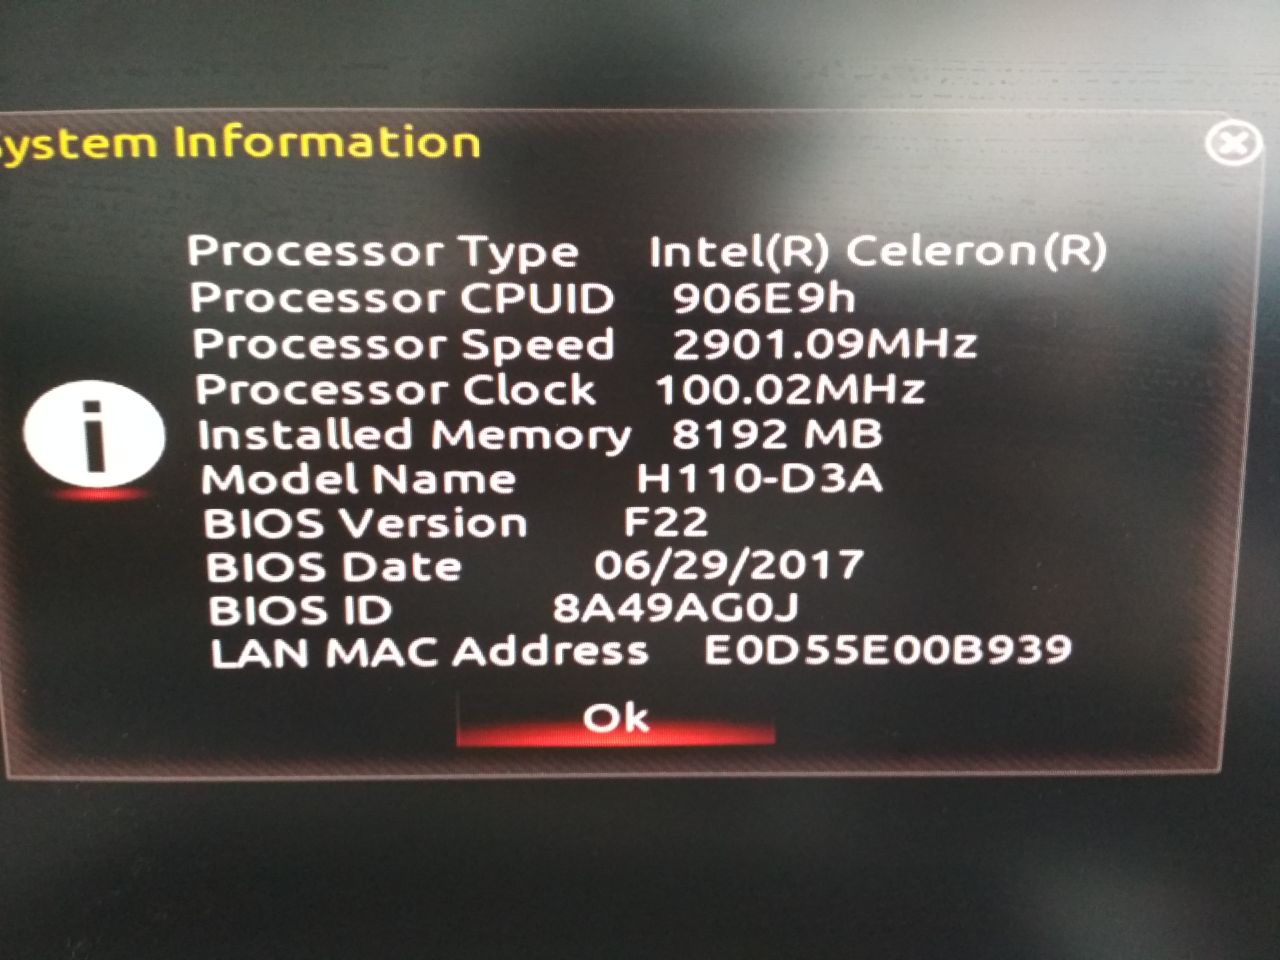 ystem Information
Processor Type Intel(R) Celeron(R)
Processor CPUID 906E9h
Processor Speed 2901.09MHz
Processor Clock 100.02MHz
Installed Memory 8192 MB
Model Name H110-D3A
BIOS Version F22
BIOS Date 06/29/2017
BIOS ID 8A49AG0J
LAN MAC Address E0D55E00B939
Ok